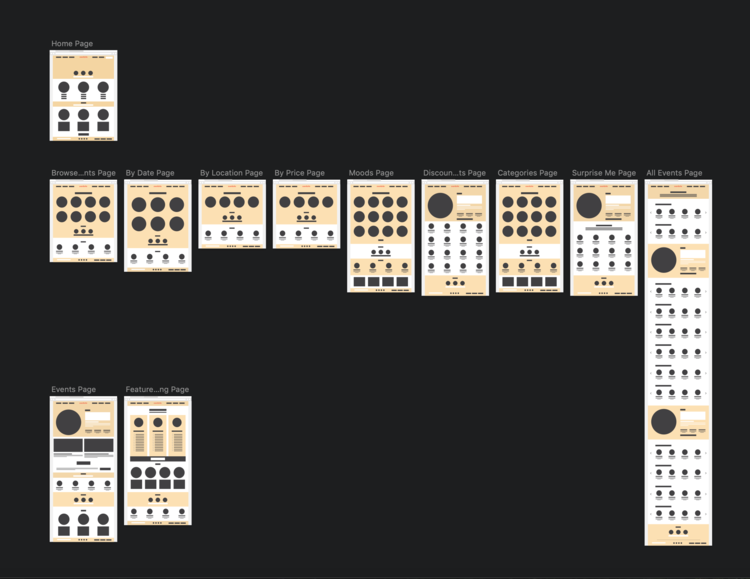 Home Page
Browse...nts Page
By Date Page
By Location Page
By Price Page
Moods Page
Discoun...ts Page
Categories Page
Surprise Me Page
All Events Page
Events Page
Feature...ng Page